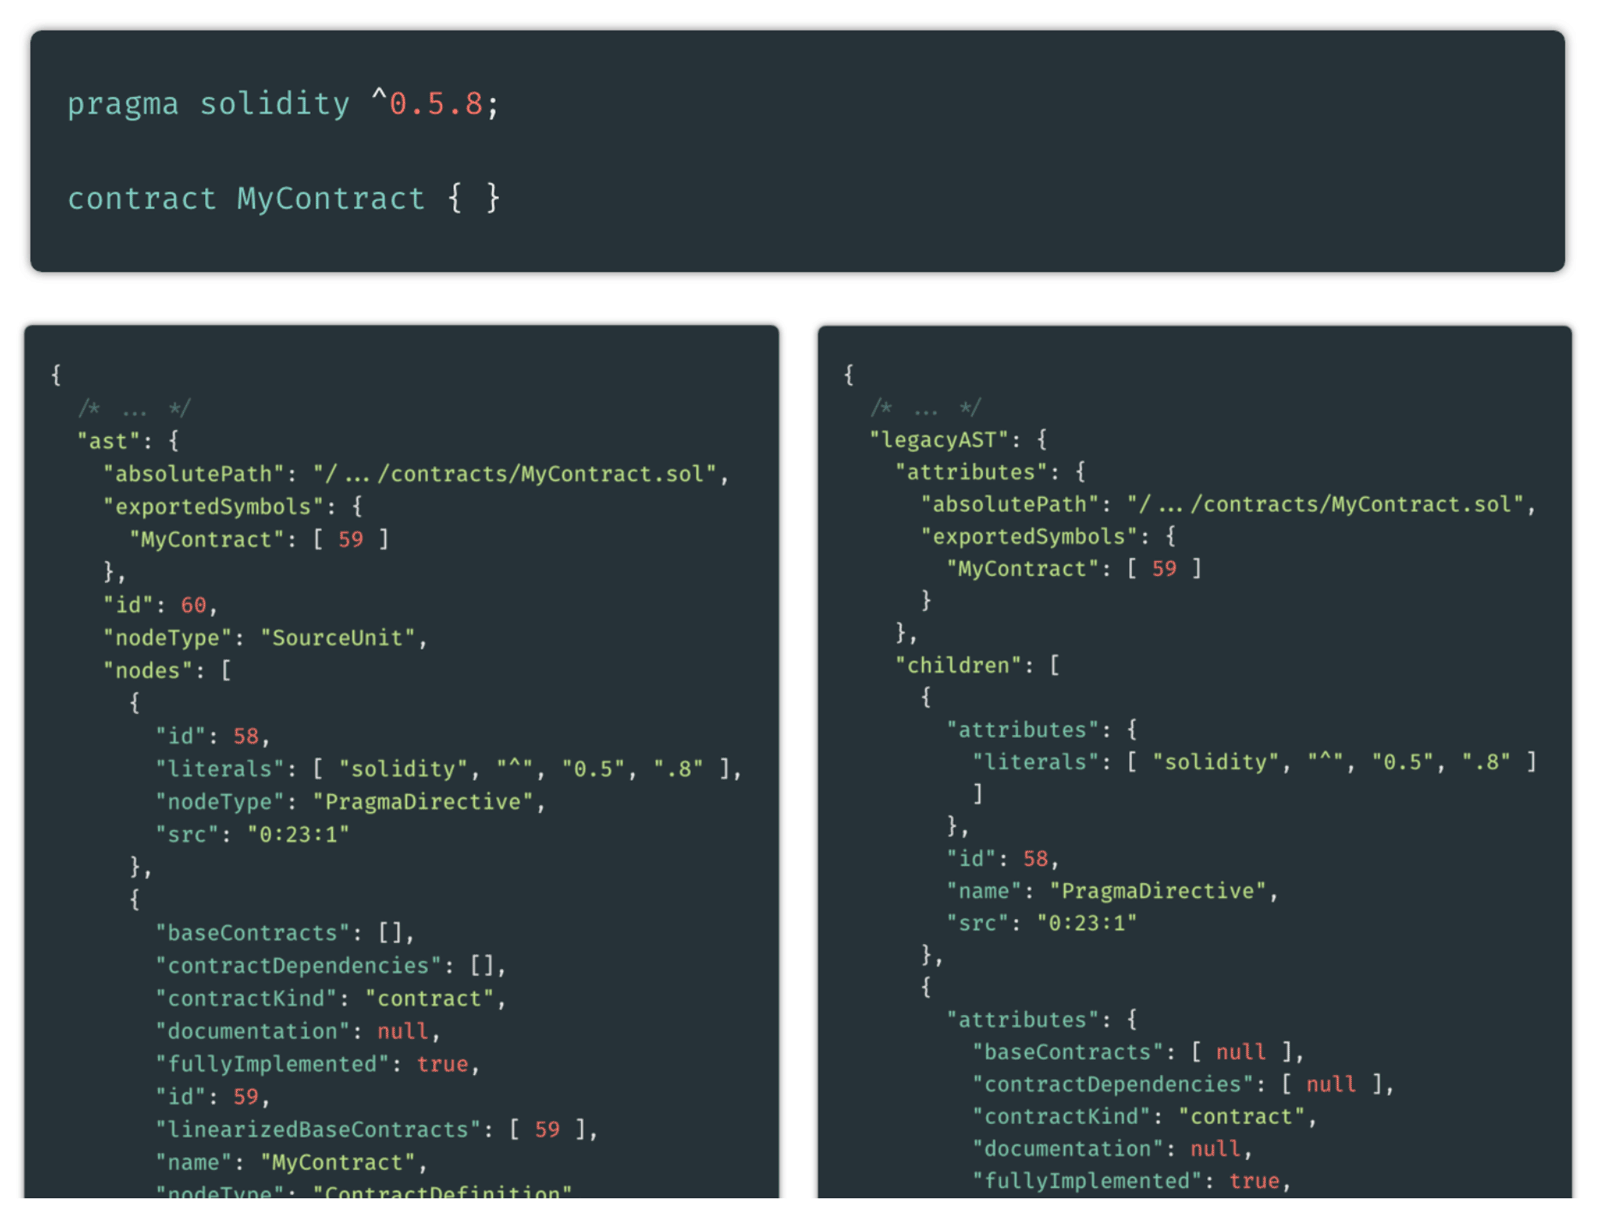 pragma solidity ^0.5.8;
contract MyContract { }
{
/* ... */
"ast": {
"absolutePath": "/.../contracts/MyContract.sol",
"exportedSymbols": {
"MyContract": [ 59 ]
},
"id": 60,
"nodeType": "SourceUnit",
"nodes": [
{
"id": 58,
"literals": [ "solidity", "^", "0.5", ".8" ],
"nodeType": "PragmaDirective",
"src": "0:23:1"
},
{
"baseContracts": [],
"contractDependencies": [],
"contractKind": "contract",
"documentation": null,
"fullyImplemented": true,
"id": 59,
"linearizedBaseContracts": [ 59 ],
"name": "MyContract",
"nodeType": "ContractDefinition"
{
/* ... */
"legacyAST": {
"attributes": {
"absolutePath": "/.../contracts/MyContract.sol",
"exportedSymbols": {
"MyContract": [ 59 ]
}
},
"children": [
{
"attributes": {
"literals": [ "solidity", "^", "0.5", ".8" ]
]
},
"id": 58,
"name": "PragmaDirective",
"src": "0:23:1"
},
{
"attributes": {
"baseContracts": [ null ],
"contractDependencies": [ null ],
"contractKind": "contract",
"documentation": null,
"fullyImplemented": true,